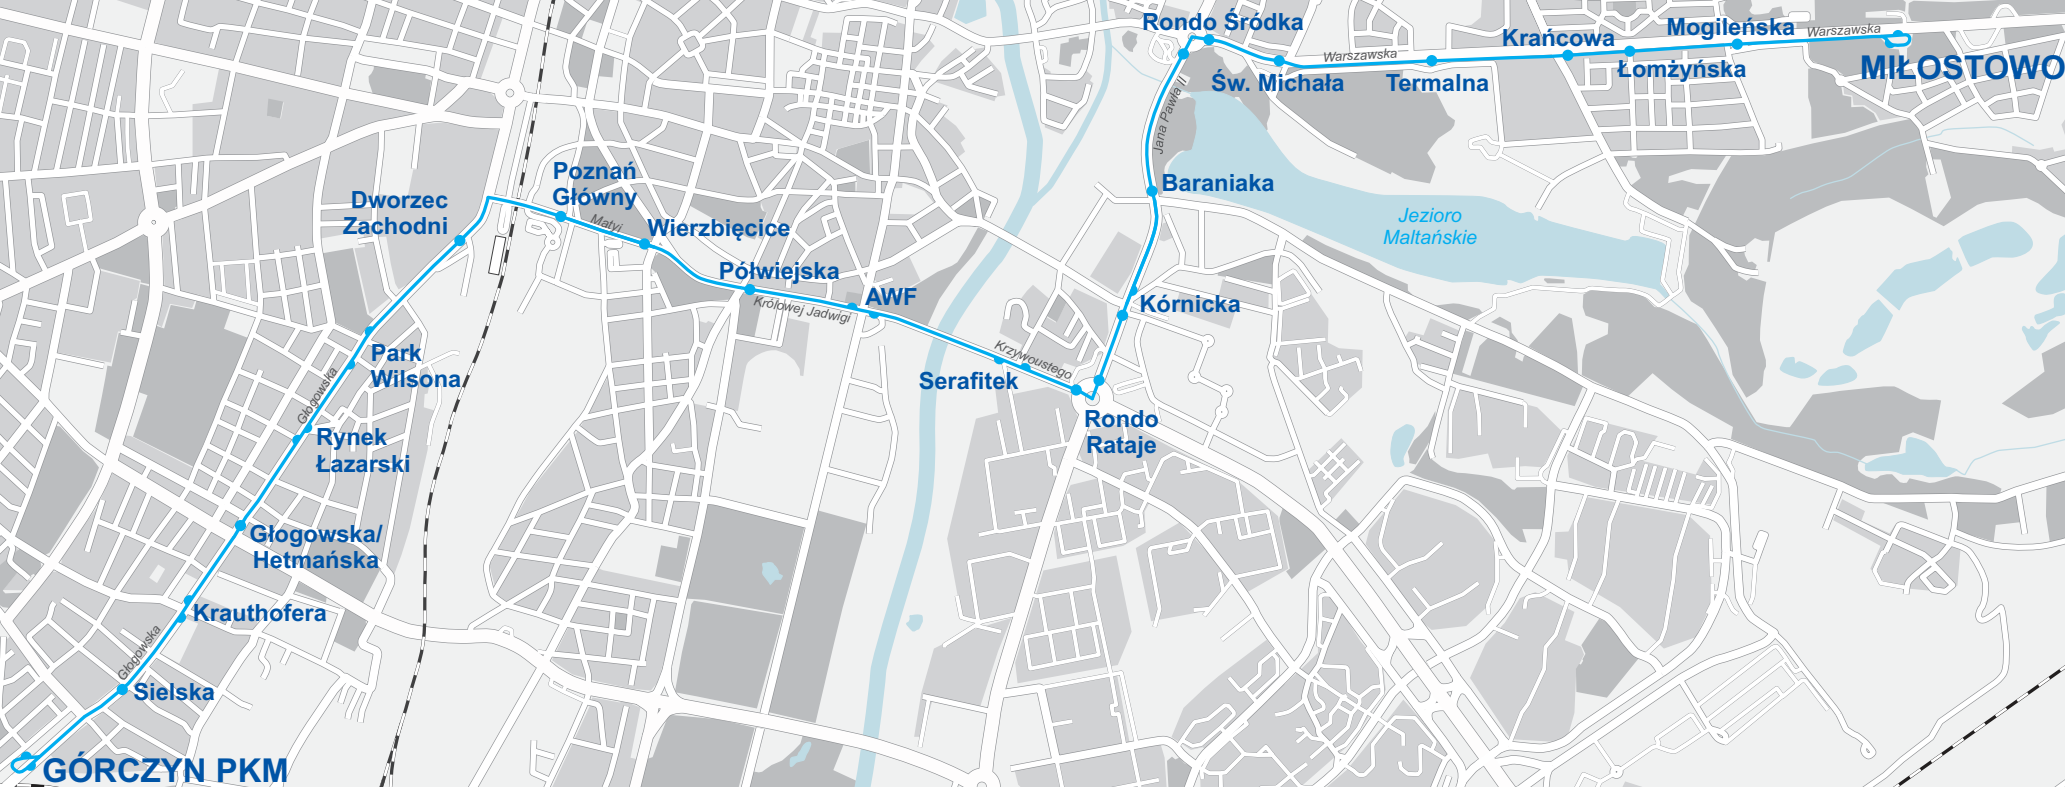 Rondo Śródka
Mogileńska
Warszawska
Krańcowa
Warszawska
Łomżyńska
MIŁOSTOWO
Św. Michała
Termalna
Jana Pawła II
Baraniaka
Jezioro
Maltańskie
Poznań
Główny
Dworzec
Zachodni
Matyi
Wierzbięcice
Półwiejska
AWF
Królowej Jadwigi
Kórnicka
Krzywoustego
Serafitek
Rondo
Rataje
Park
Wilsona
Głogowska
Rynek
Łazarski
Głogowska/
Hetmańska
Krauthofera
Głogowska
Sielska
GÓRCZYN PKM